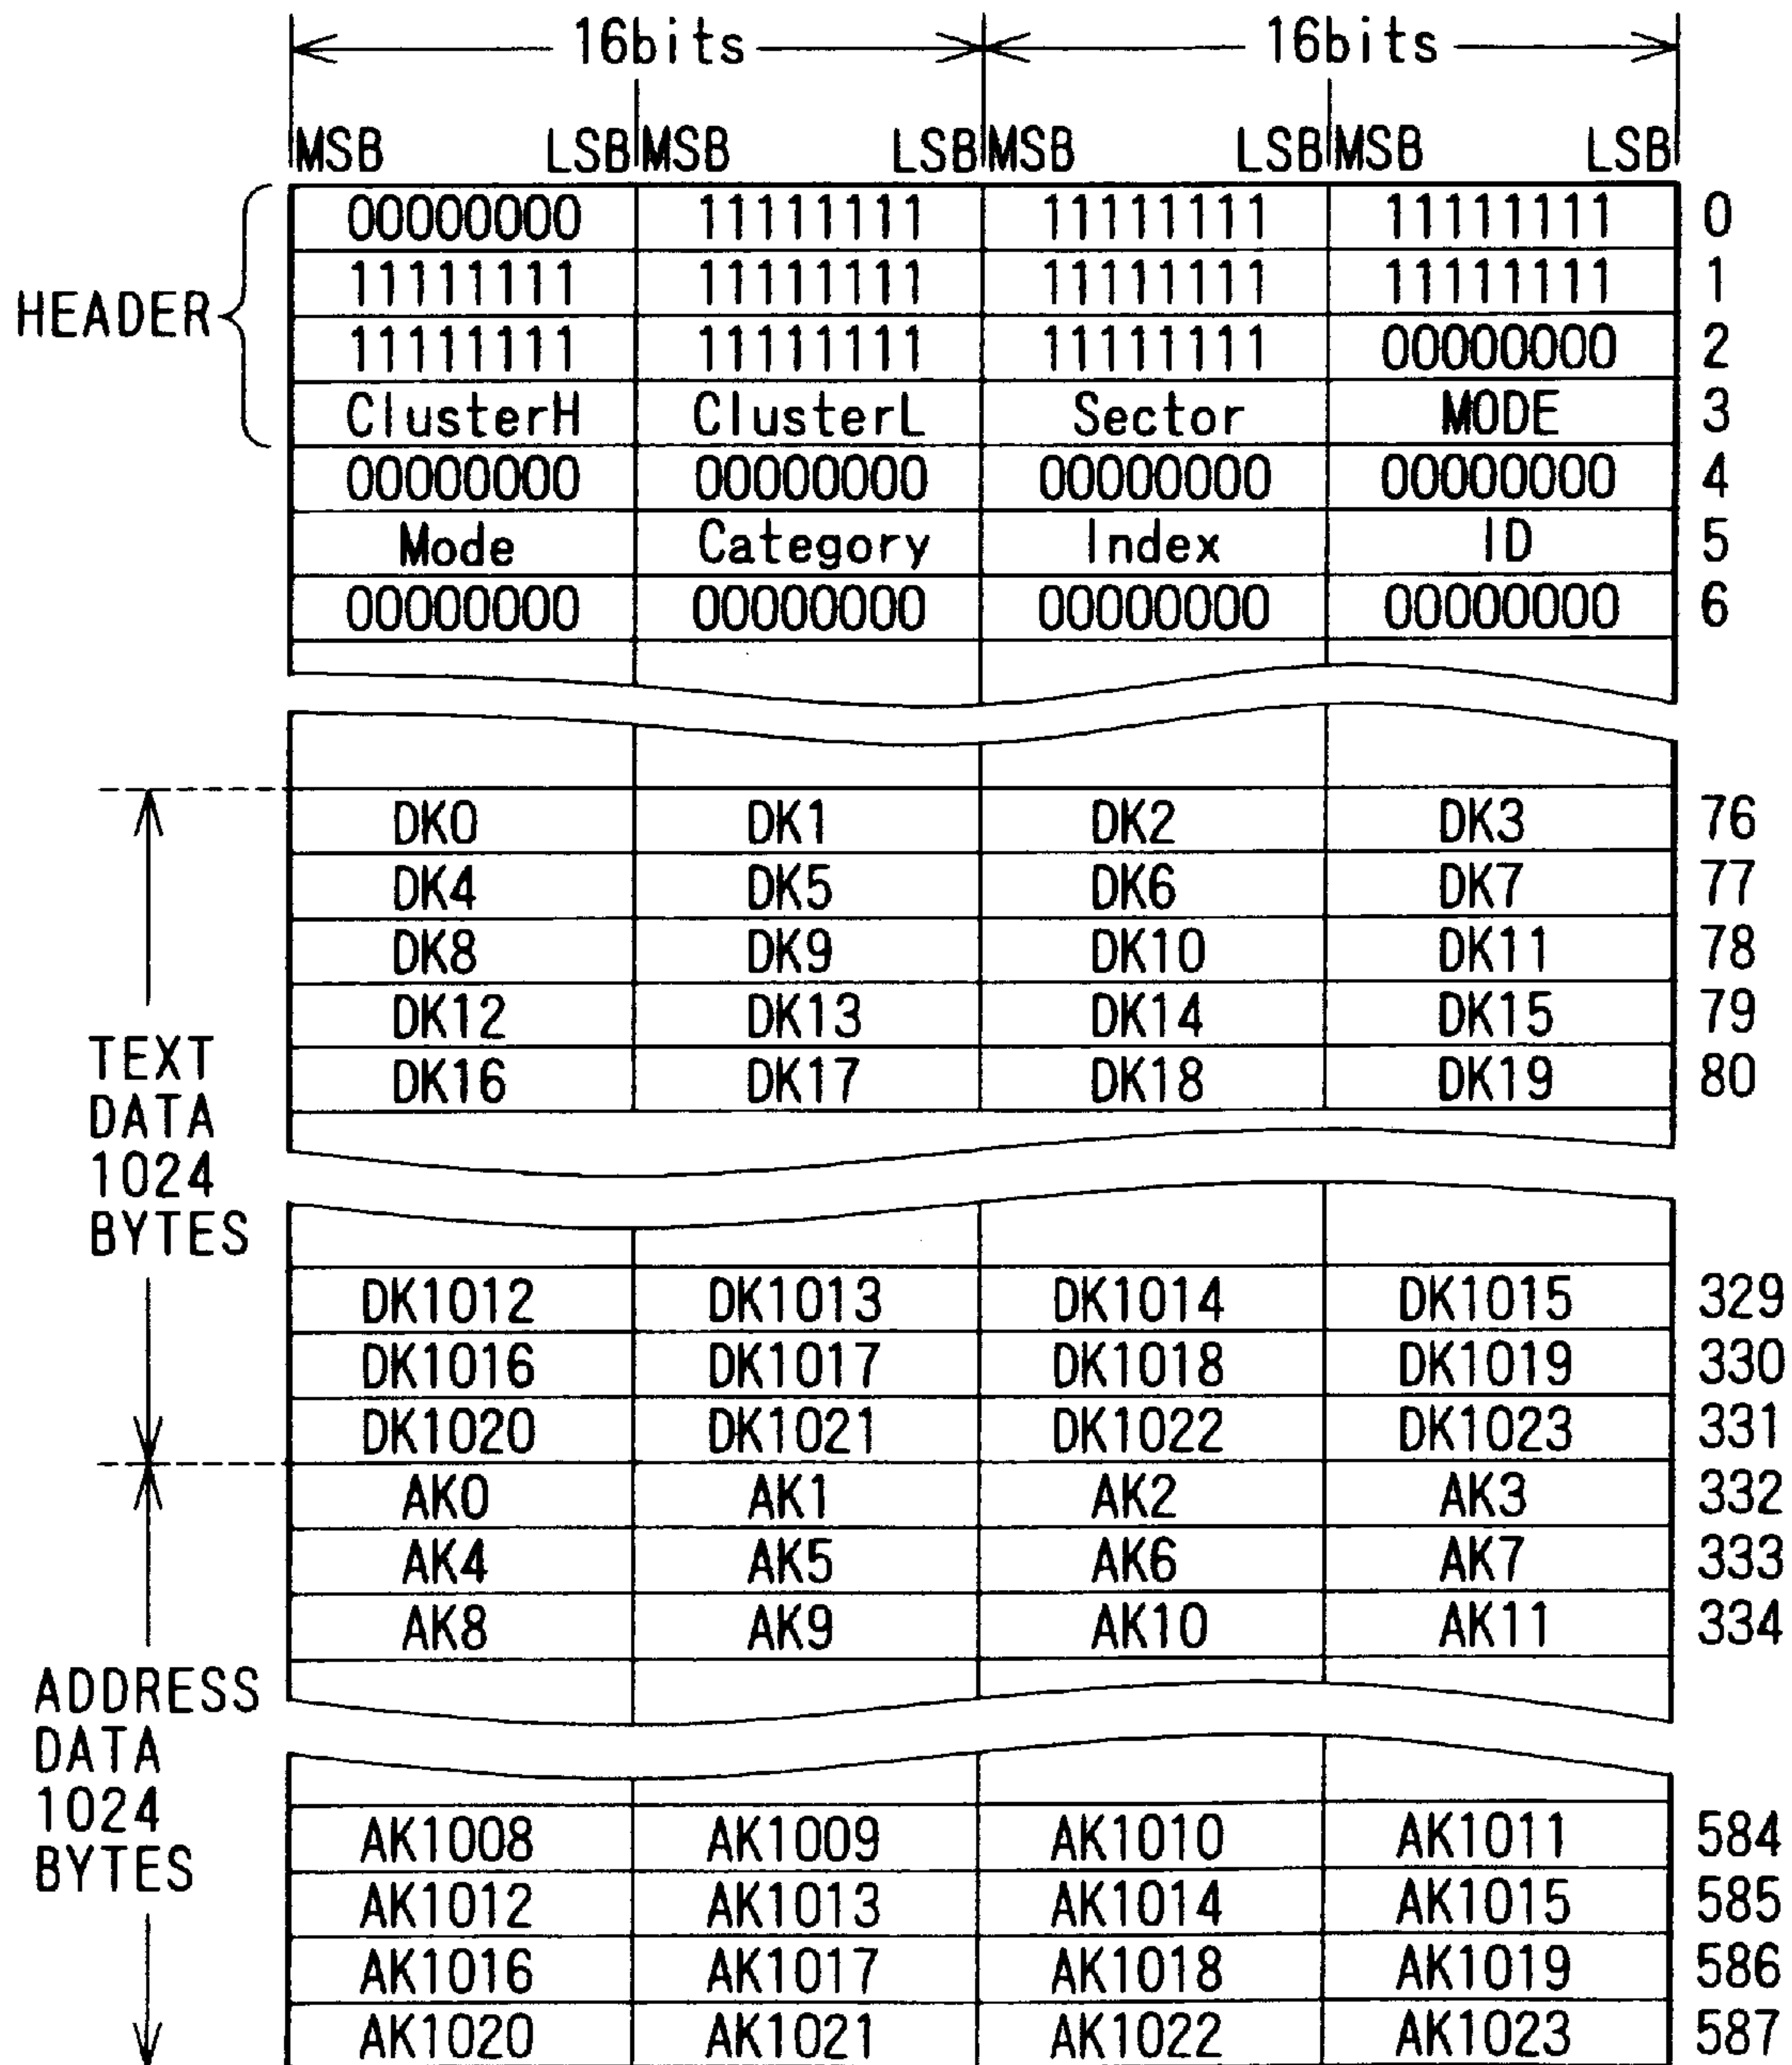 16bits 16bits
MSB LSB MSB LSB MSB LSB MSB LSB
00000000 11111111 11111111 11111111 0
11111111 11111111 11111111 11111111 1
HEADER
11111111 11111111 11111111 00000000 2
ClusterH ClusterL Sector MODE 3
00000000 00000000 00000000 00000000 4
Mode Category Index ID 5
00000000 00000000 00000000 00000000 6
DK0 DK1 DK2 DK3 76
DK4 DK5 DK6 DK7 77
DK8 DK9 DK10 DK11 78
DK12 DK13 DK14 DK15 79
DK16 DK17 DK18 DK19 80
TEXT
DATA
1024
BYTES
DK1012 DK1013 DK1014 DK1015 329
DK1016 DK1017 DK1018 DK1019 330
DK1020 DK1021 DK1022 DK1023 331
AK0 AK1 AK2 AK3 332
AK4 AK5 AK6 AK7 333
AK8 AK9 AK10 AK11 334
ADDRESS
DATA
1024
BYTES
AK1008 AK1009 AK1010 AK1011 584
AK1012 AK1013 AK1014 AK1015 585
AK1016 AK1017 AK1018 AK1019 586
AK1020 AK1021 AK1022 AK1023 587